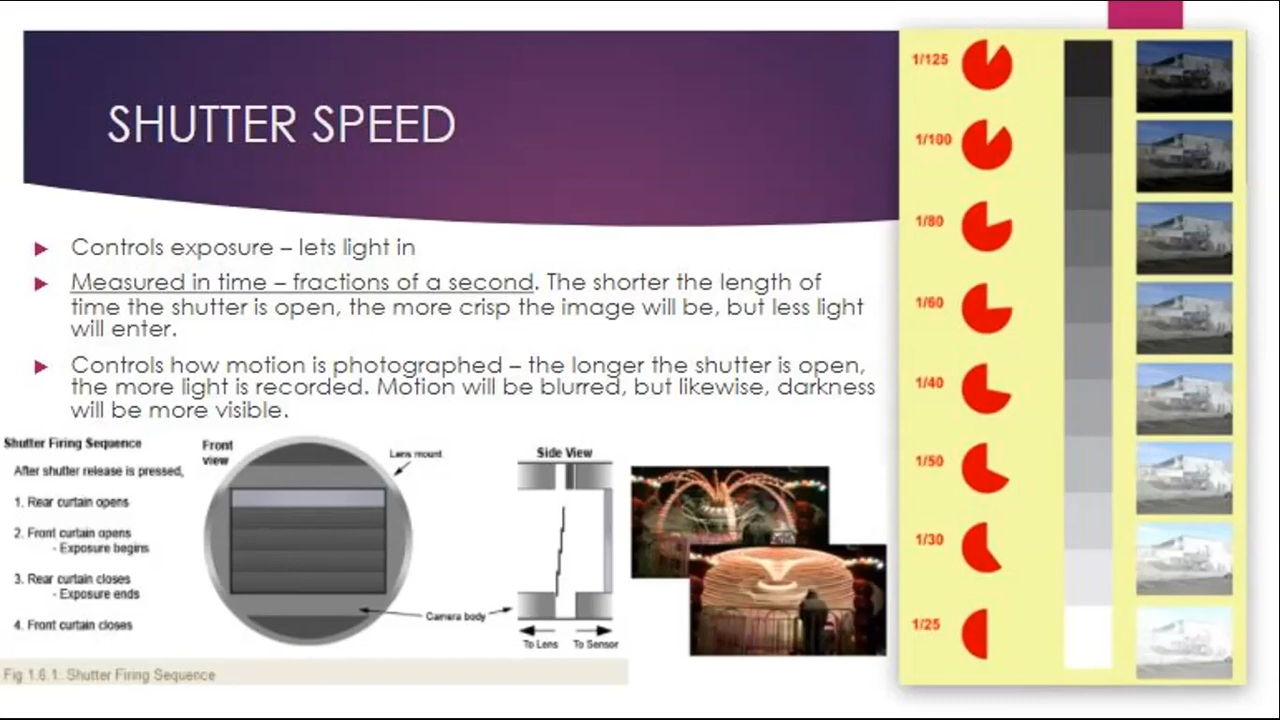 SHUTTER SPEED
Controls exposure – lets light in
Measured in time – fractions of a second. The shorter the length of
time the shutter is open, the more crisp the image will be, but less light
will enter.
Controls how motion is photographed – the longer the shutter is open,
the more light is recorded. Motion will be blurred, but likewise, darkness
will be more visible.
Shutter Firing Sequence
After shutter release is pressed,
1. Rear curtain opens
2. Front curtain opens
- Exposure begins
3. Rear curtain closes
- Exposure ends
4. Front curtain closes
Front
view
Lens mount
Camera body
Side View
To Lens
To Sensor
Fig 1.6.1: Shutter Firing Sequence
1/125
1/100
1/80
1/60
1/40
1/50
1/30
1/25